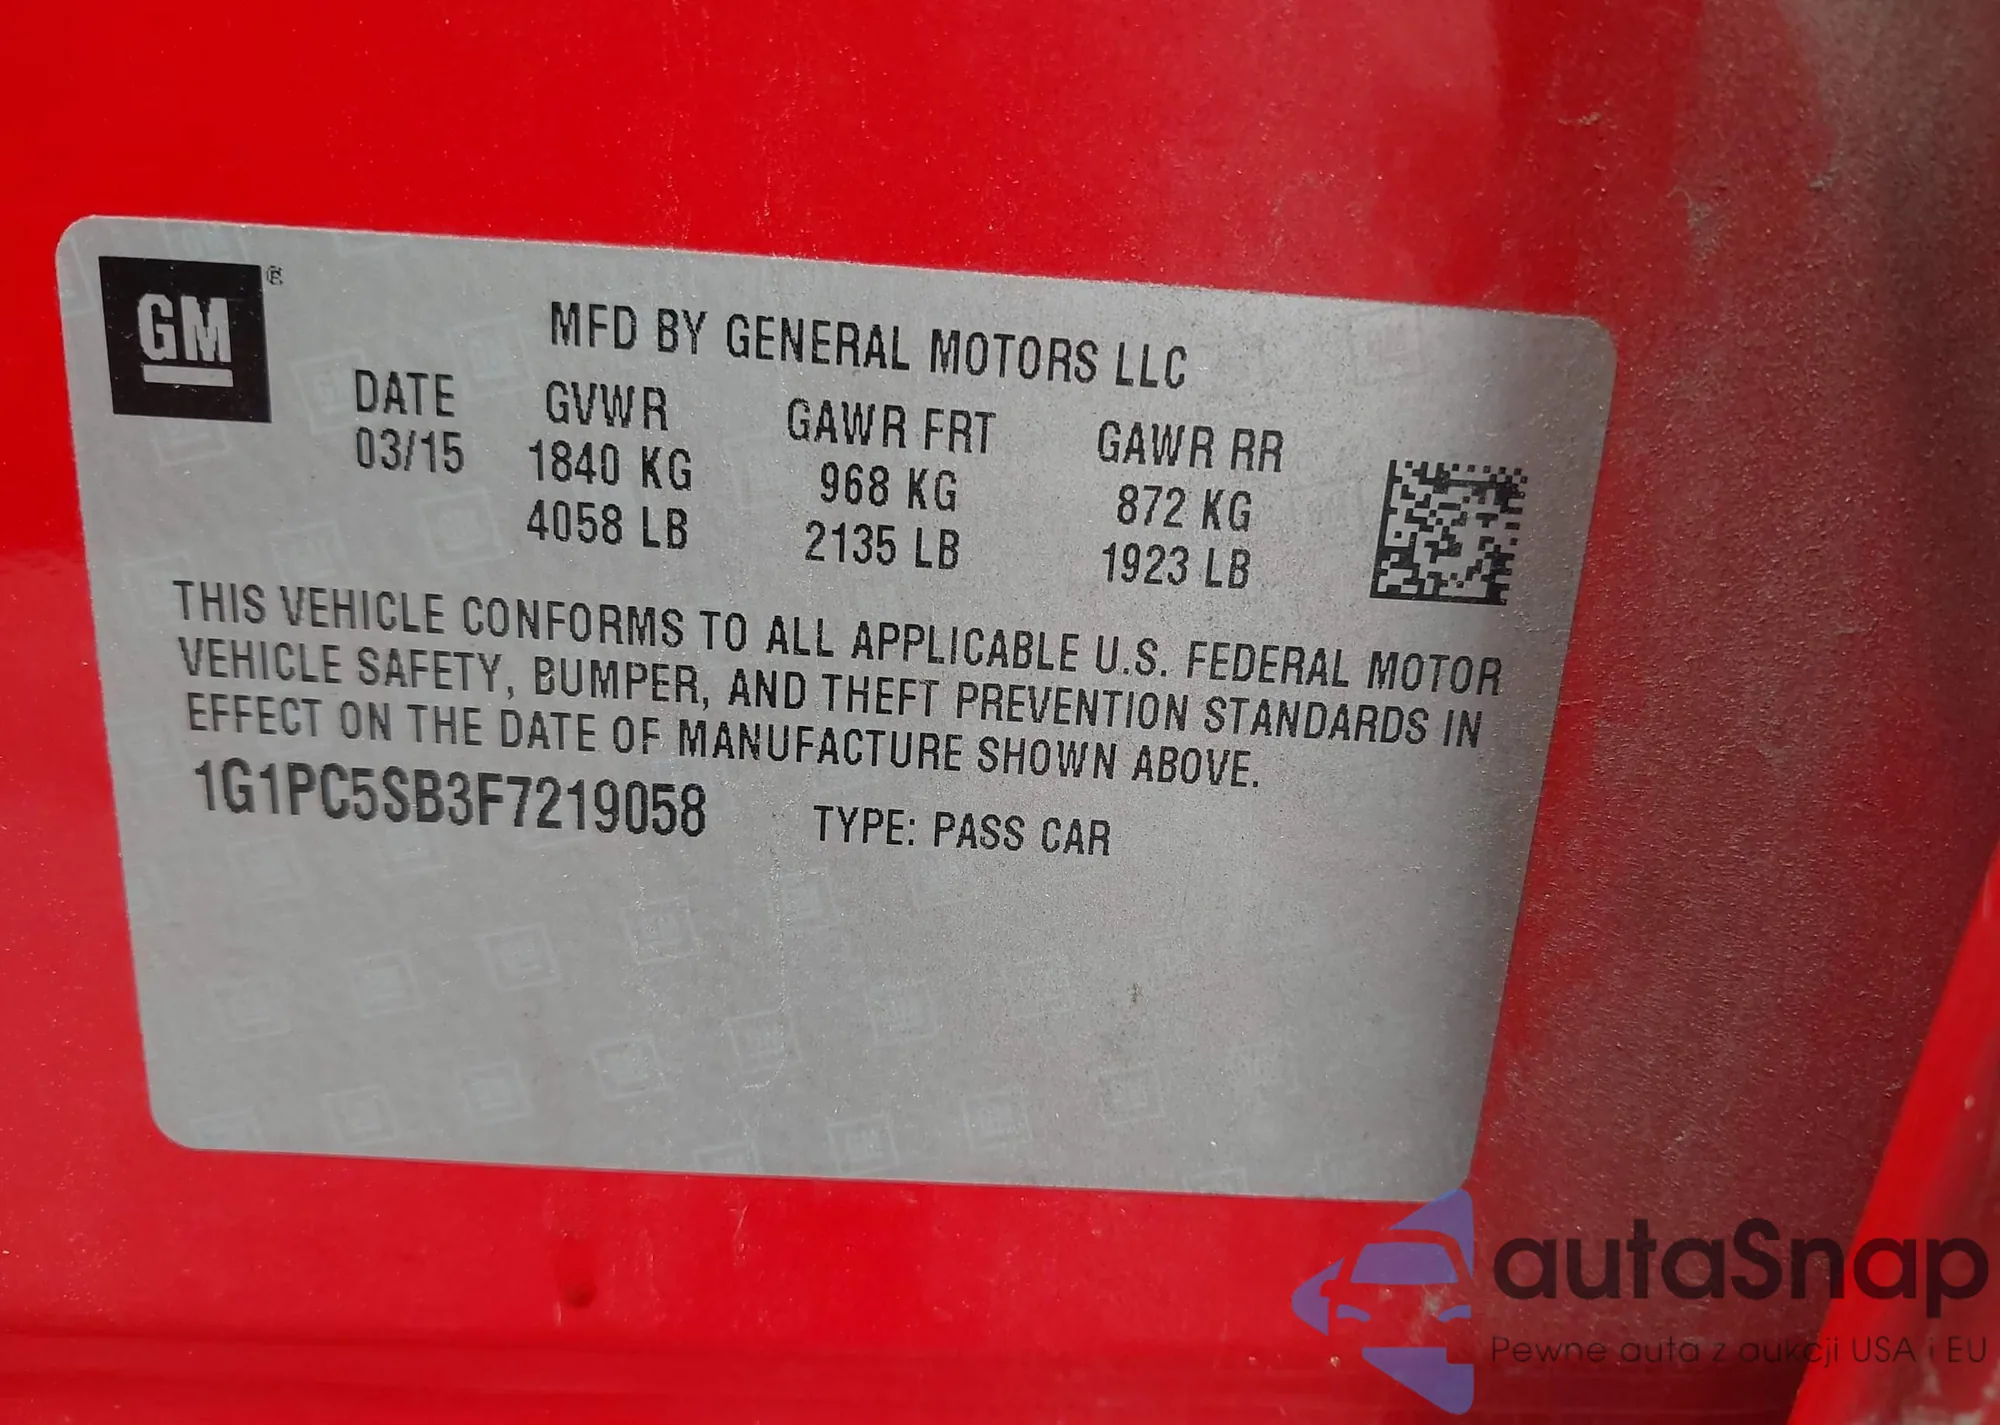 GM ®
MFD BY GENERAL MOTORS LLC
DATE GVWR GAWR FRT GAWR RR
03/15 1840 KG 968 KG 872 KG
4058 LB 2135 LB 1923 LB
THIS VEHICLE CONFORMS TO ALL APPLICABLE U.S. FEDERAL MOTOR
VEHICLE SAFETY, BUMPER, AND THEFT PREVENTION STANDARDS IN
EFFECT ON THE DATE OF MANUFACTURE SHOWN ABOVE.
1G1PC5SB3F7219058 TYPE: PASS CAR
autaSnap
Pewne auta z aukcji USA i EU